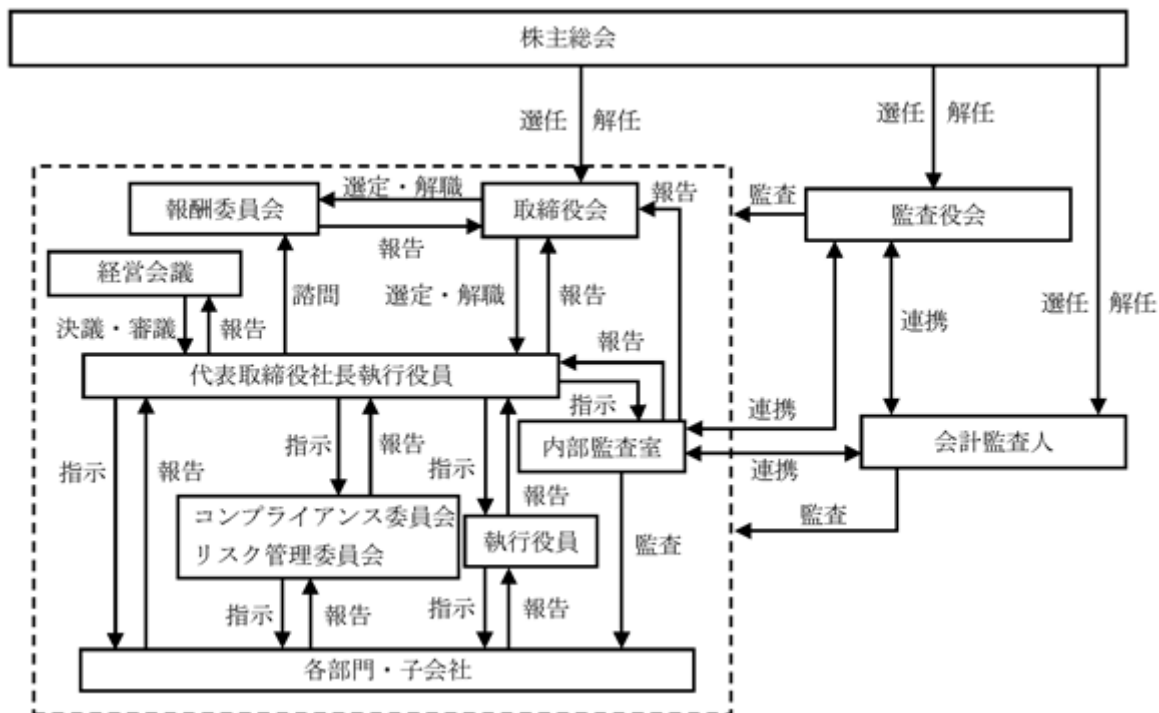 株主総会
選任 解任
選任 解任
選任 解任
報酬委員会
選定・解職
取締役会
報告
監査
監査役会
報告
経営会議
諮問
選定・解職
報告
決議・審議
報告
連携
報告
代表取締役社長執行役員
指示
連携
内部監査室
会計監査人
連携
指示
報告
指示
報告
指示
報告
コンプライアンス委員会
リスク管理委員会
執行役員
監査
監査
指示
報告
指示
報告
各部門・子会社